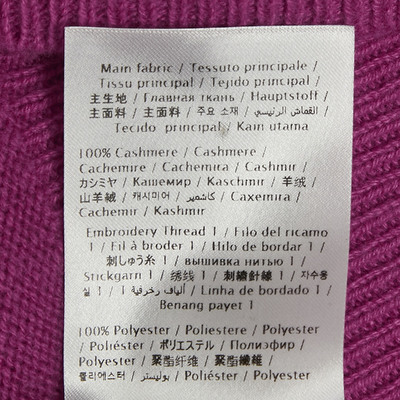 Main fabric / Tessuto principale /
Tissu principal / Tejido principal /
主生地 / Главная ткань / Hauptstoff /
主面料 / 主面料 / 주요 소재 / القماش الرئيسي /
Tecido principal / Kain utama
100% Cashmere / Cashmere /
Cachemire / Cachemira / Cashmir /
カシミヤ / Кашемир / Kaschmir / 羊绒 /
山羊絨 / 캐시미어 / كاشمير / Caxemira /
Cachemir / Kashmir
Embroidery Thread 1 / Filo del ricamo
1 / Fil à broder 1 / Hilo de bordar 1 /
刺しゅう糸 1 / вышивка нитью 1 /
Stickgarn 1 / 绣线 1 / 刺繡針線 1 / 자수용
실 1 / ألياف زخرفية 1 / Linha de bordado 1 /
Benang payet 1
100% Polyester / Poliestere / Polyester
/ Poliéster / ポリエステル / Полиэфир /
Polyester / 聚酯纤维 / 聚酯纖維 /
폴리에스터 / بوليستر / Poliéster /
Poliester